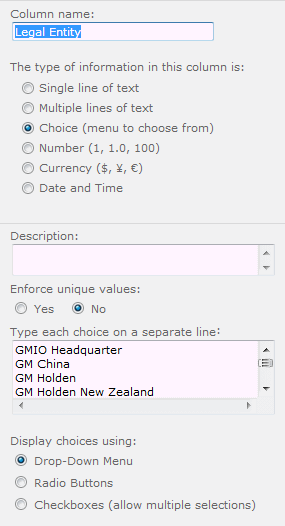 Column name:
Legal Entity
The type of information in this column is:
Single line of text
Multiple lines of text
Choice (menu to choose from)
Number (1, 1.0, 100)
Currency ($, ¥, €)
Date and Time
Description:
Enforce unique values:
Yes No
Type each choice on a separate line:
GMIO Headquarter
GM China
GM Holden
GM Holden New Zealand
Display choices using:
Drop-Down Menu
Radio Buttons
Checkboxes (allow multiple selections)